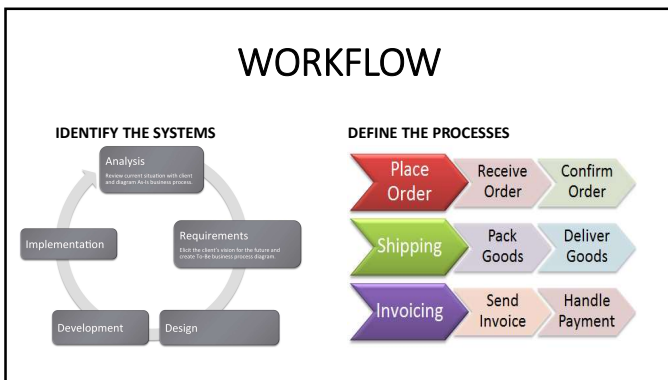 WORKFLOW
IDENTIFY THE SYSTEMS
Analysis
Review current situation with client
and diagram As-Is business process.
Requirements
Elicit the client's vision for the future and
create To-Be business process diagram.
Design
Development
Implementation
DEFINE THE PROCESSES
Place
Order
Receive
Order
Confirm
Order
Shipping
Pack
Goods
Deliver
Goods
Invoicing
Send
Invoice
Handle
Payment